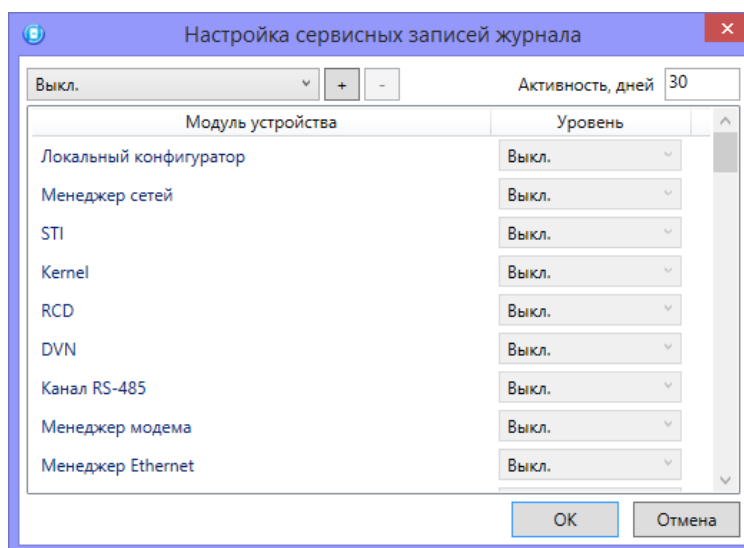 Настройка сервисных записей журнала
Выкл. + - Активность, дней 30
Модуль устройства Уровень
Локальный конфигуратор Выкл.
Менеджер сетей Выкл.
STI Выкл.
Kernel Выкл.
RCD Выкл.
DVN Выкл.
Канал RS-485 Выкл.
Менеджер модема Выкл.
Менеджер Ethernet Выкл.
OK Отмена